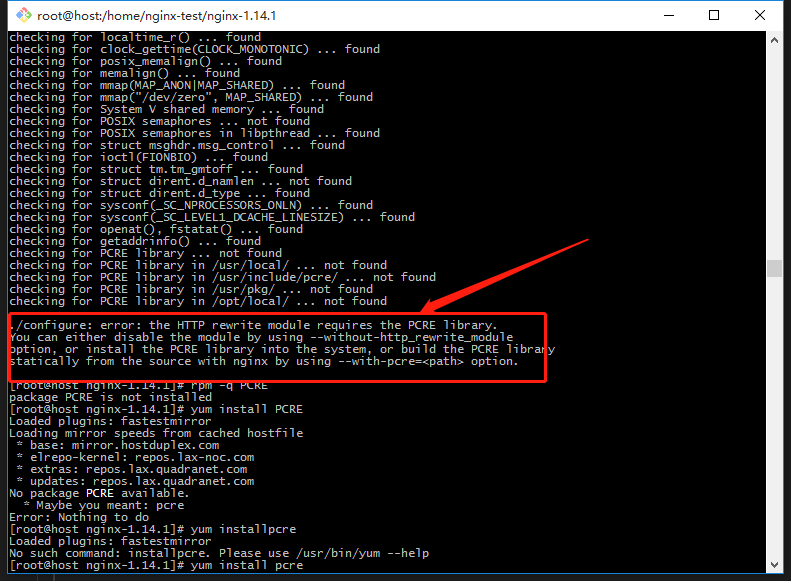 root@host:/home/nginx-test/nginx-1.14.1
checking for localtime_r() ... found
checking for clock_gettime(CLOCK_MONOTONIC) ... found
checking for posix_memalign() ... found
checking for memalign() ... found
checking for mmap(MAP_ANON|MAP_SHARED) ... found
checking for mmap("/dev/zero", MAP_SHARED) ... found
checking for System V shared memory ... found
checking for POSIX semaphores ... not found
checking for POSIX semaphores in libpthread ... found
checking for struct msghdr.msg_control ... found
checking for ioctl(FIONBIO) ... found
checking for struct tm.tm_gmtoff ... found
checking for struct dirent.d_namlen ... not found
checking for struct dirent.d_type ... found
checking for sysconf(_SC_NPROCESSORS_ONLN) ... found
checking for sysconf(_SC_LEVEL1_DCACHE_LINESIZE) ... found
checking for openat(), fstatat() ... found
checking for getaddrinfo() ... found
checking for PCRE library ... not found
checking for PCRE library in /usr/local/ ... not found
checking for PCRE library in /usr/include/pcre/ ... not found
checking for PCRE library in /usr/pkg/ ... not found
checking for PCRE library in /opt/local/ ... not found
./configure: error: the HTTP rewrite module requires the PCRE library.
You can either disable the module by using --without-http_rewrite_module
option, or install the PCRE library into the system, or build the PCRE library
statically from the source with nginx by using --with-pcre=<path> option.
[root@host nginx-1.14.1]# rpm -q PCRE
package PCRE is not installed
[root@host nginx-1.14.1]# yum install PCRE
Loaded plugins: fastestmirror
Loading mirror speeds from cached hostfile
* base: mirror.hostduplex.com
* elrepo-kernel: repos.lax-noc.com
* extras: repos.lax.quadranet.com
* updates: repos.lax.quadranet.com
No package PCRE available.
* Maybe you meant: pcre
Error: Nothing to do
[root@host nginx-1.14.1]# yum installpcre
Loaded plugins: fastestmirror
No such command: installpcre. Please use /usr/bin/yum --help
[root@host nginx-1.14.1]# yum install pcre